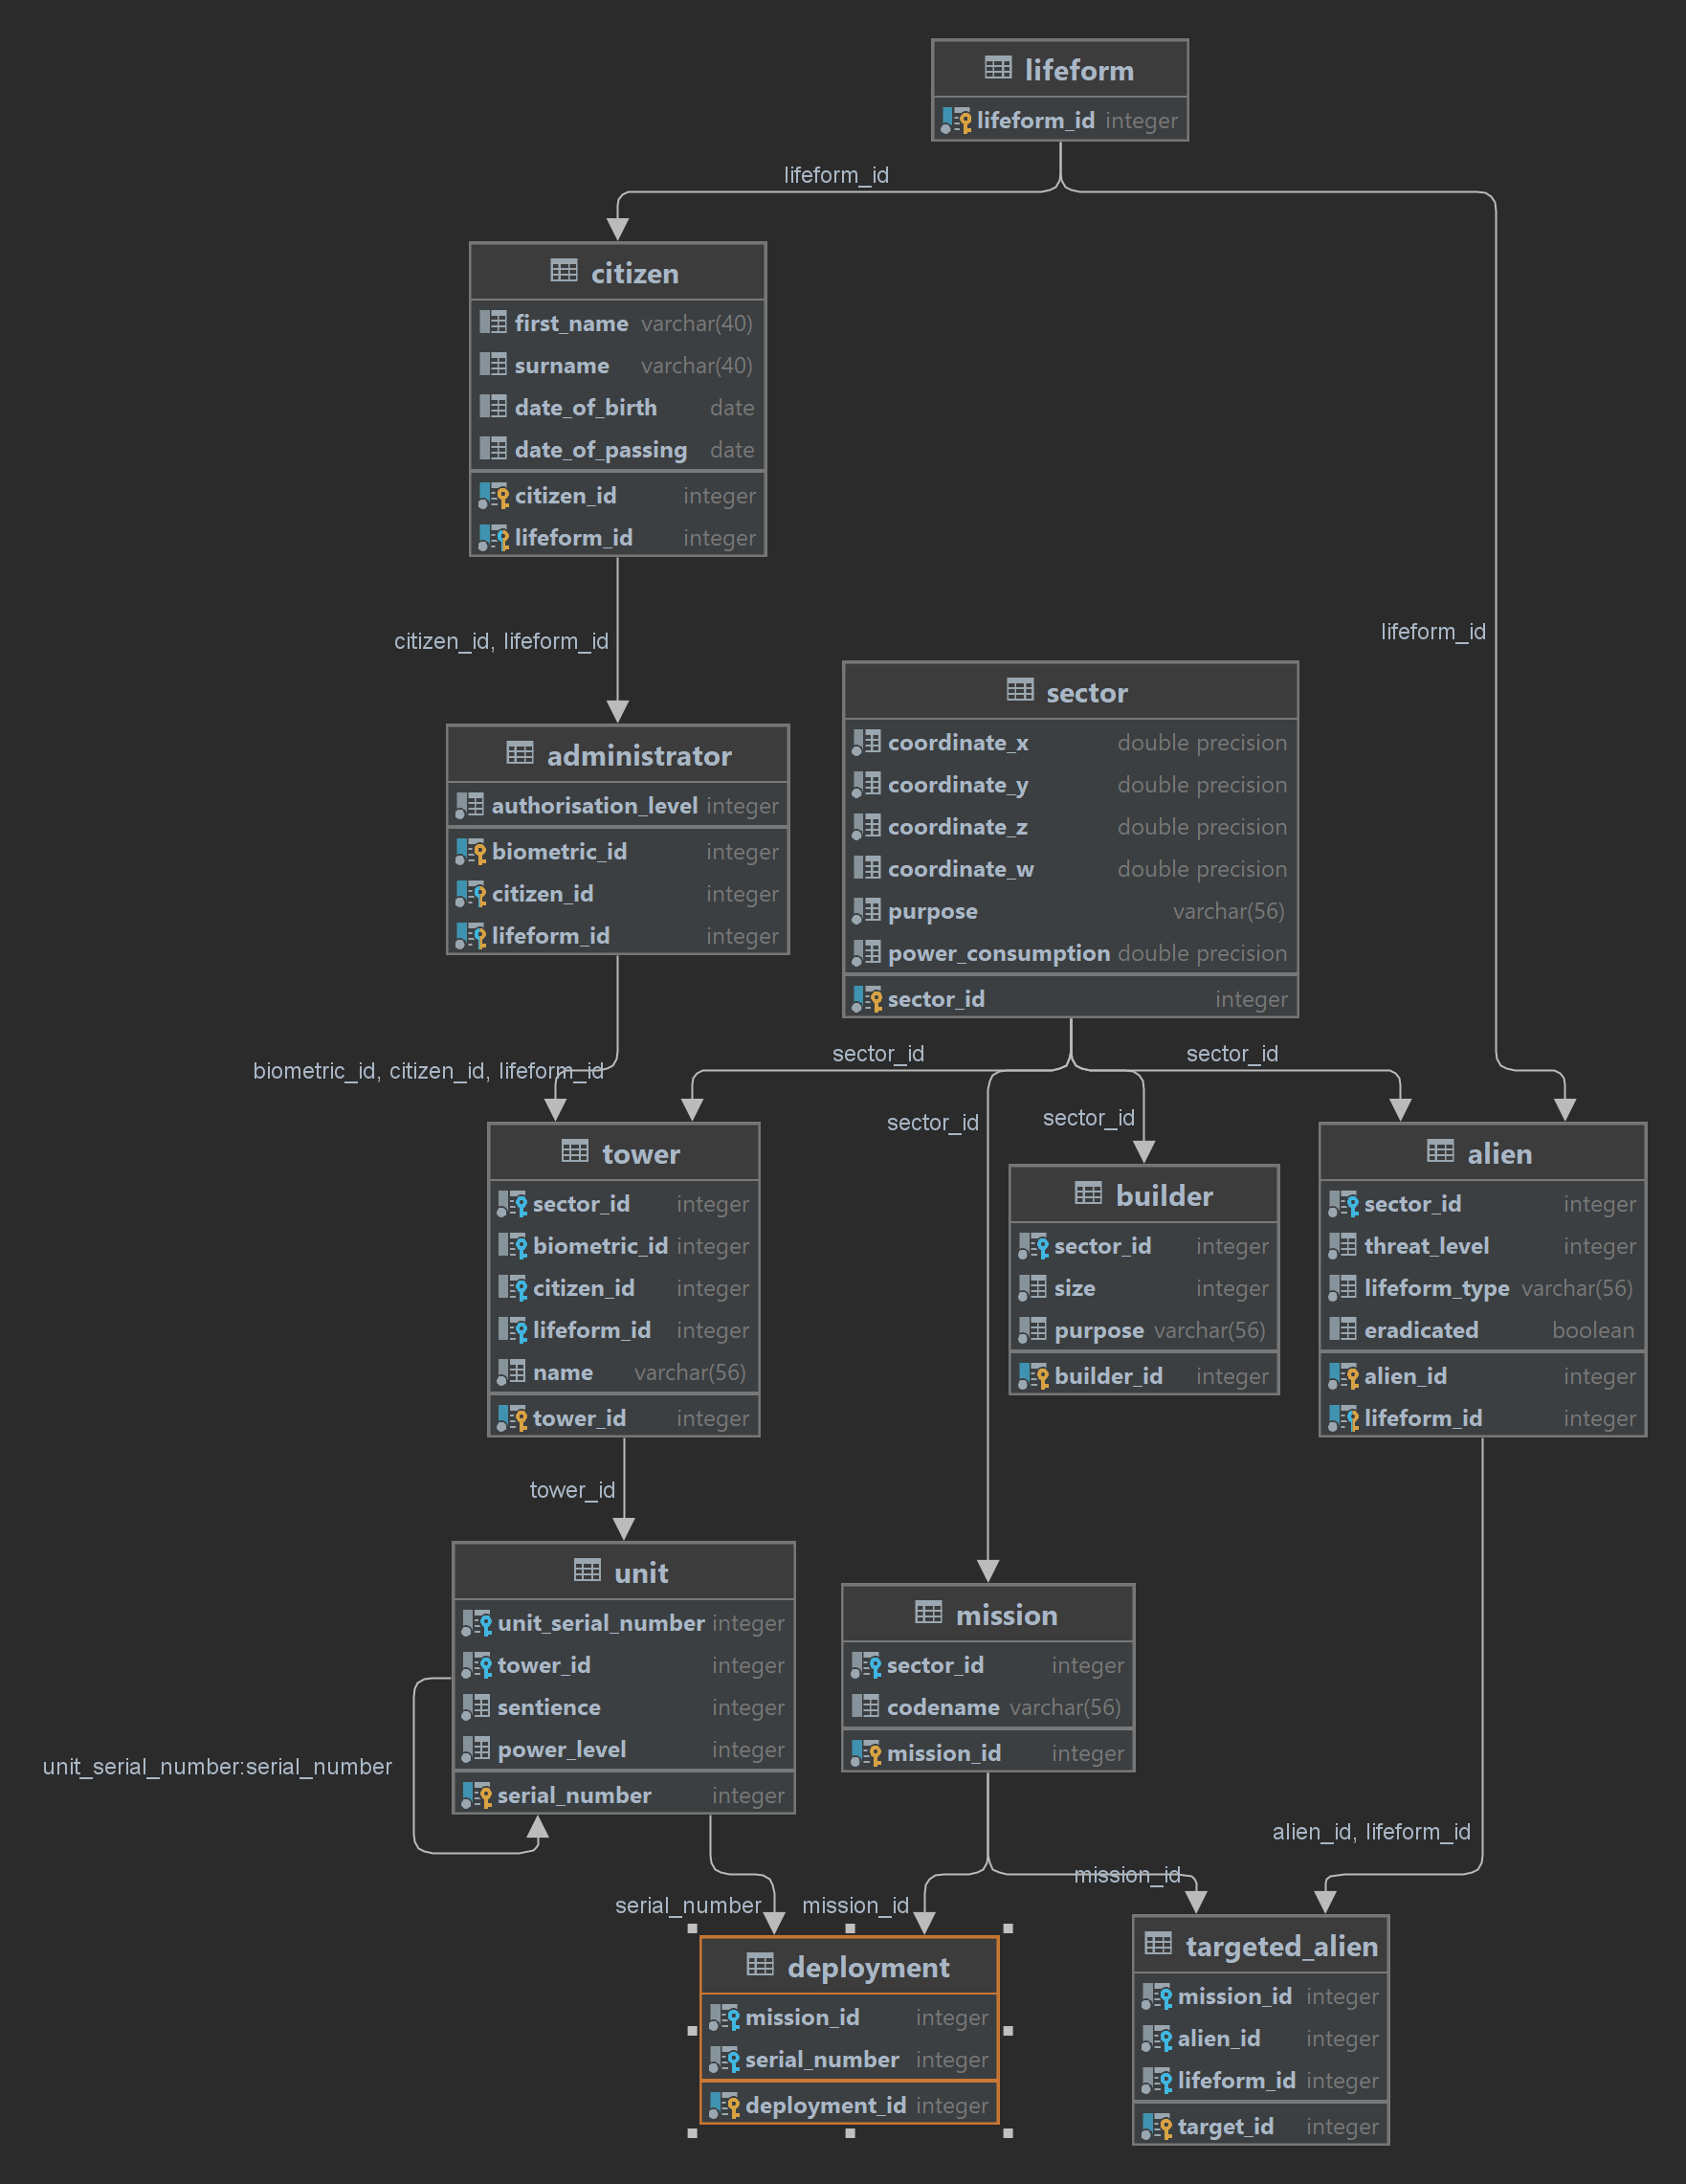 lifeform
lifeform_id integer
lifeform_id
citizen
first_name varchar(40)
surname varchar(40)
date_of_birth date
date_of_passing date
citizen_id integer
lifeform_id integer
citizen_id, lifeform_id
lifeform_id
administrator
authorisation_level integer
biometric_id integer
citizen_id integer
lifeform_id integer
sector
coordinate_x double precision
coordinate_y double precision
coordinate_z double precision
coordinate_w double precision
purpose varchar(56)
power_consumption double precision
sector_id integer
biometric_id, citizen_id, lifeform_id
sector_id
sector_id
sector_id
sector_id
tower
sector_id integer
biometric_id integer
citizen_id integer
lifeform_id integer
name varchar(56)
tower_id integer
builder
sector_id integer
size integer
purpose varchar(56)
builder_id integer
alien
sector_id integer
threat_level integer
lifeform_type varchar(56)
eradicated boolean
alien_id integer
lifeform_id integer
tower_id
unit
unit_serial_number integer
tower_id integer
sentience integer
power_level integer
serial_number integer
unit_serial_number:serial_number
mission
sector_id integer
codename varchar(56)
mission_id integer
alien_id, lifeform_id
serial_number
mission_id
mission_id
deployment
mission_id integer
serial_number integer
deployment_id integer
targeted_alien
mission_id integer
alien_id integer
lifeform_id integer
target_id integer